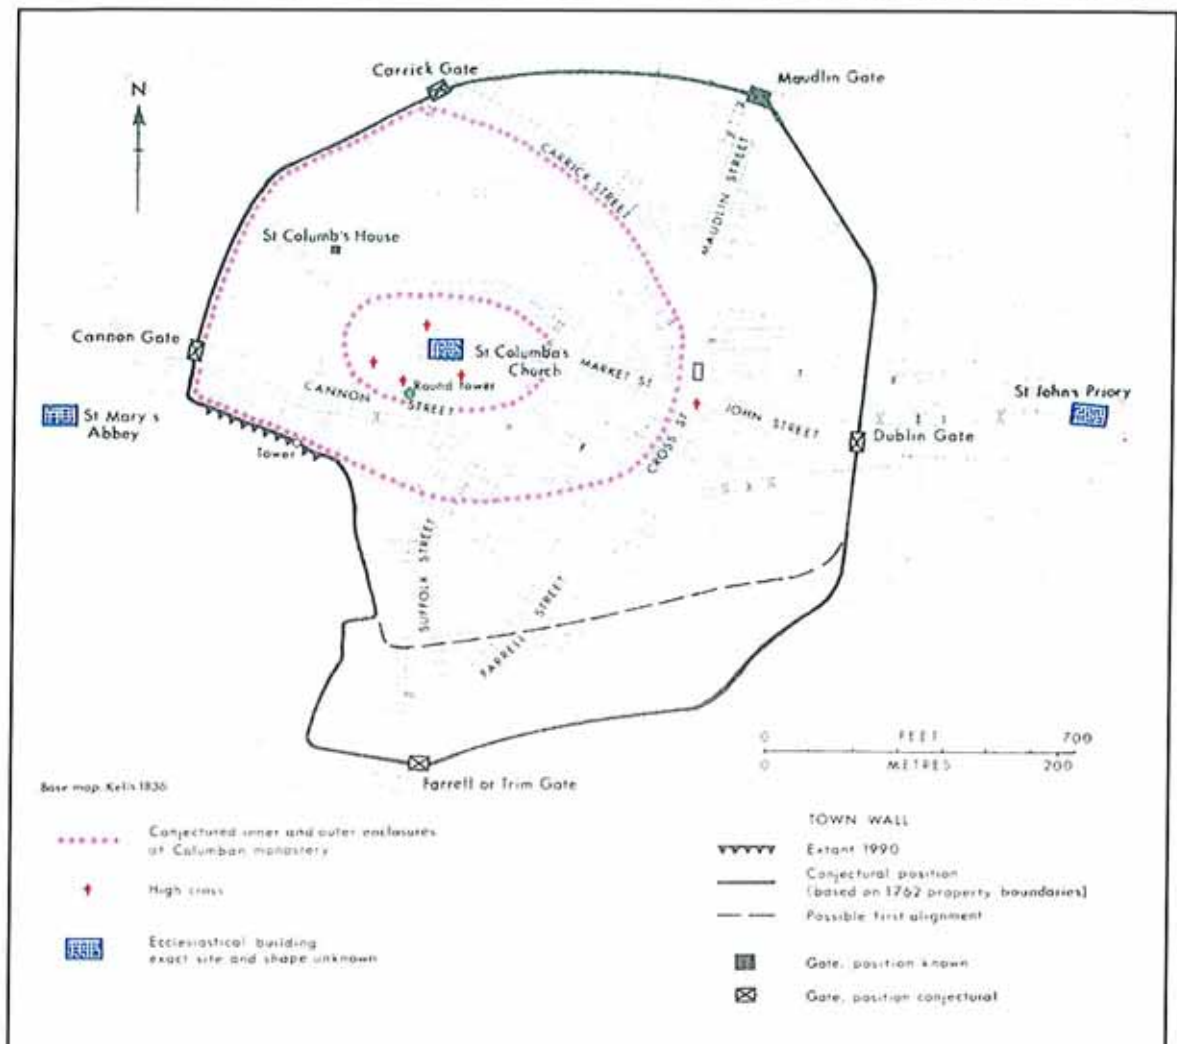 Carrick Gate
Maudlin Gate
N
CARRICK STREET
MAUDLIN STREET
St Columb's House
Cannon Gate
St Columba's
Church
MARKET ST
CANNON
STREET
Round Tower
CROSS ST
JOHN STREET
St John's Priory
St Mary's
Abbey
Dublin Gate
Tower
SUFFOLK STREET
FARRELL STREET
0 FEET 700
0 METRES 200
Farrell or Trim Gate
Base map: Kells 1836
Conjectured inner and outer enclosures
of Columban monastery
High cross
Ecclesiastical building
exact site and shape unknown
TOWN WALL
Extant 1990
Conjectural position
(based on 1762 property boundaries)
Possible first alignment
Gate, position known
Gate, position conjectural